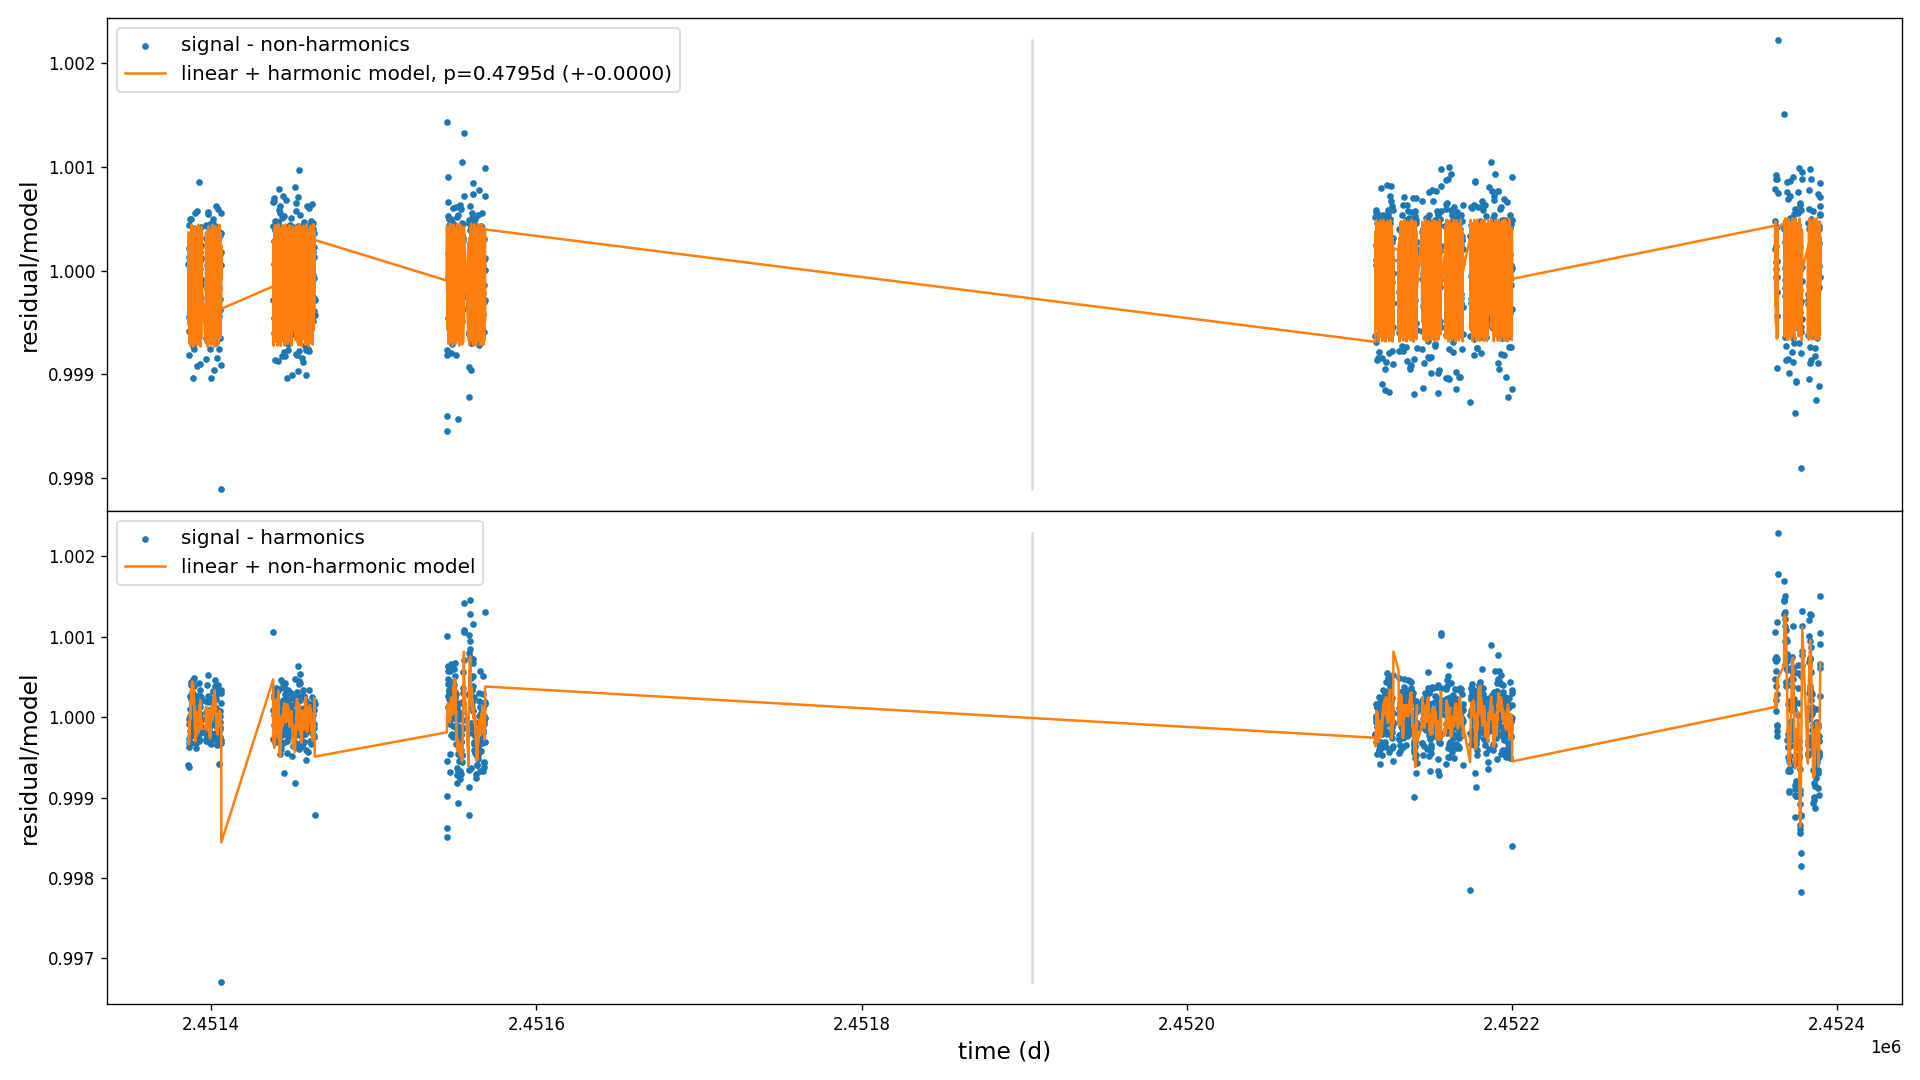 signal - non-harmonics
linear + harmonic model, p=0.4795d (+-0.0000)
1.002
1.001
1.000
0.999
0.998
residual/model
signal - harmonics
linear + non-harmonic model
1.002
1.001
1.000
0.999
0.998
0.997
residual/model
2.4514
2.4516
2.4518
2.4520
2.4522
2.4524
1e6
time (d)